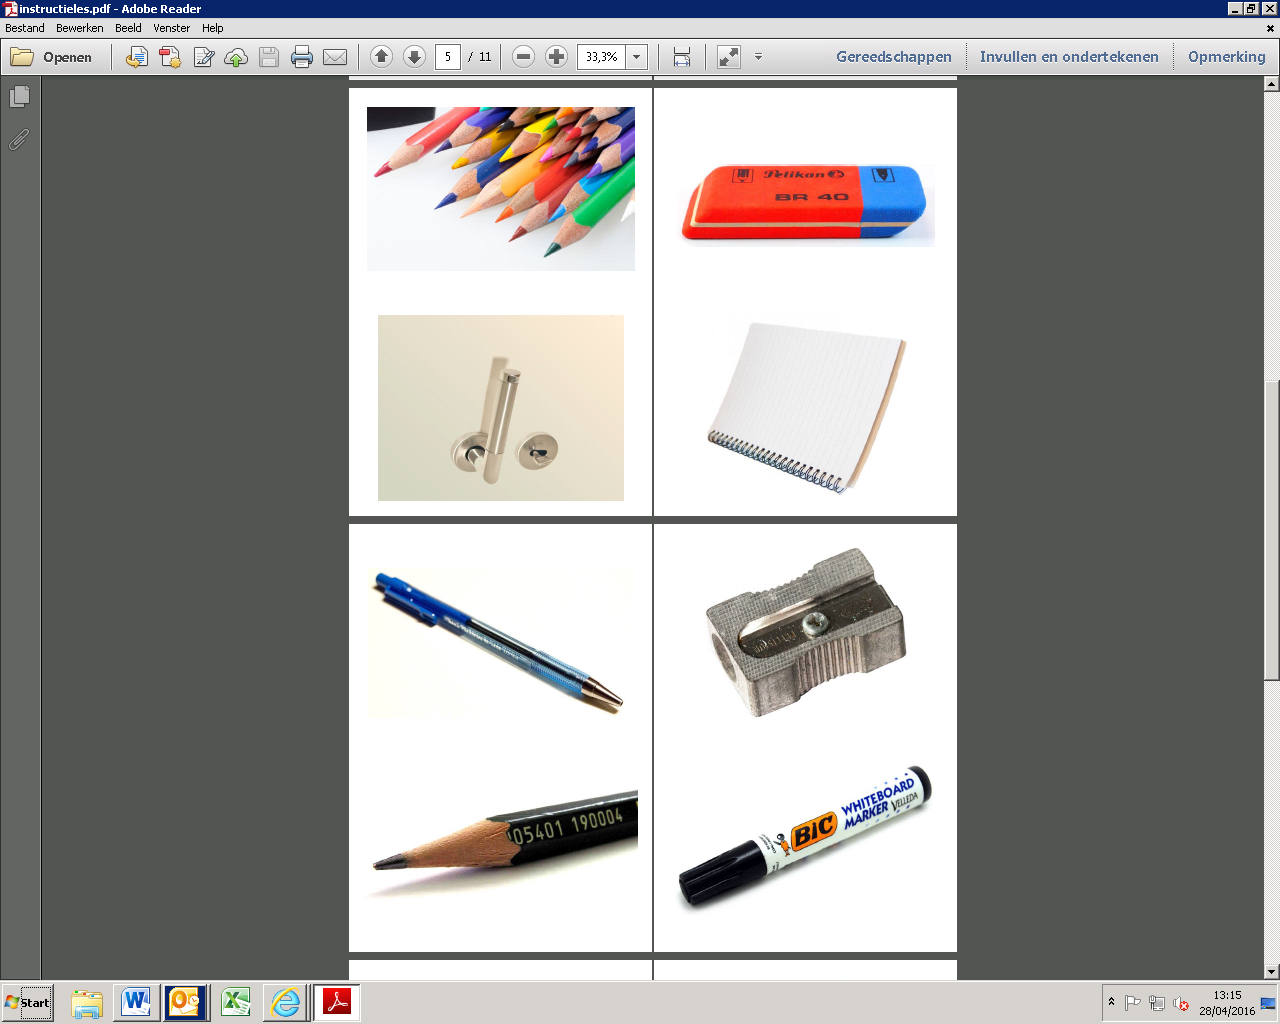 instructieles.pdf - Adobe Reader
Bestand Bewerken Beeld Venster Help
Openen 5 / 11 33,3% Gereedschappen Invullen en ondertekenen Opmerking
Pelikan
BR 40
05401 190004
WHITEBOARD
MARKER VELLEDA
BIC
Start
13:15
28/04/2016